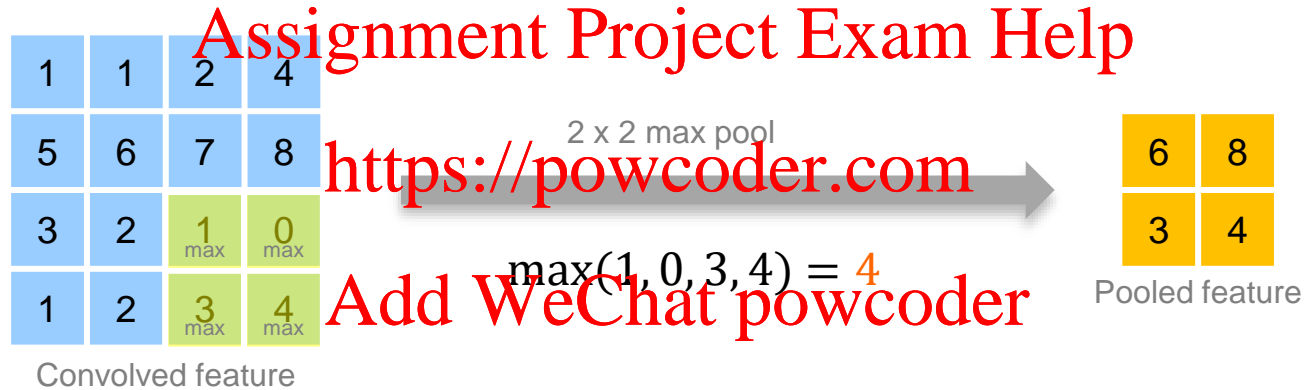 Assignment Project Exam Help
1 1 2 4
2 x 2 max pool
5 6 7 8
6 8
https://powcoder.com
3 2 1 0
max max
3 4
max(1, 0, 3, 4) = 4
Add WeChat powcoder
1 2 3 4
max max
Pooled feature
Convolved feature